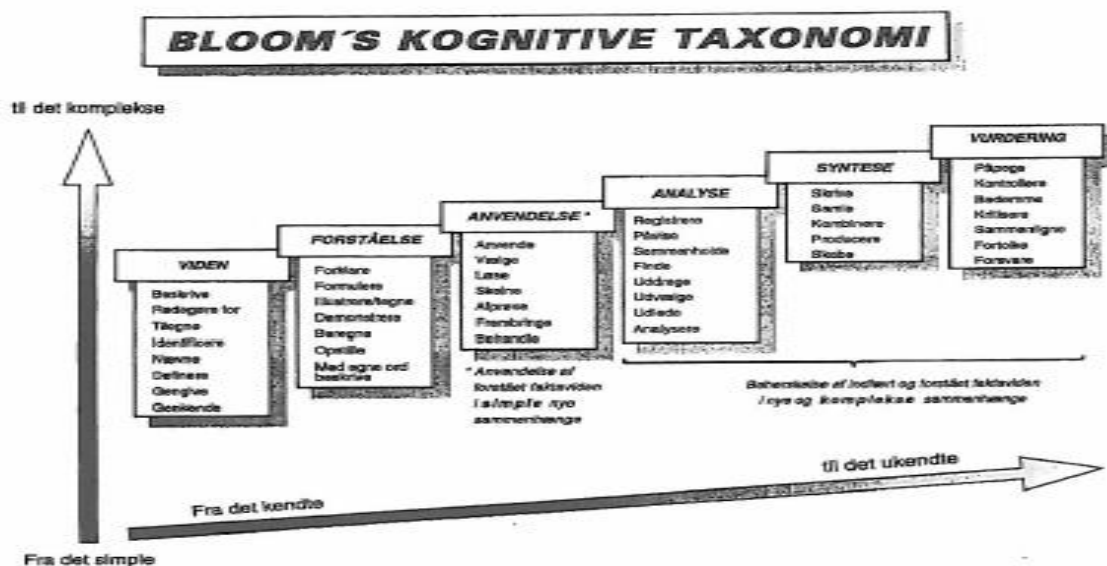 BLOOM´S KOGNITIVE TAXONOMI
til det komplekse
VIDEN
Beskrive
Redegøre for
Tilegne
Identificere
Nævne
Definere
Gengive
Genkende
FORSTÅELSE
Forklare
Formulere
Illustrere/tegne
Demonstrere
Beregne
Opstille
Med egne ord
beskrive
ANVENDELSE*
Anvende
Vælge
Løse
Skelne
Afprøve
Frembringe
Behandle
* Anvendelse af
forstået faktaviden
i simple nye
sammenhænge
ANALYSE
Registrere
Påvise
Sammenholde
Finde
Uddrage
Udvælge
Udlede
Analysere
SYNTESE
Skrive
Samle
Kombinere
Producere
Skabe
VURDERING
Påpege
Kontrollere
Bedømme
Kritisere
Sammenligne
Fortolke
Forsvare
Beherskelse af indlært og forstået faktaviden
i nye og komplekse sammenhænge
Fra det kendte
til det ukendte
Fra det simple